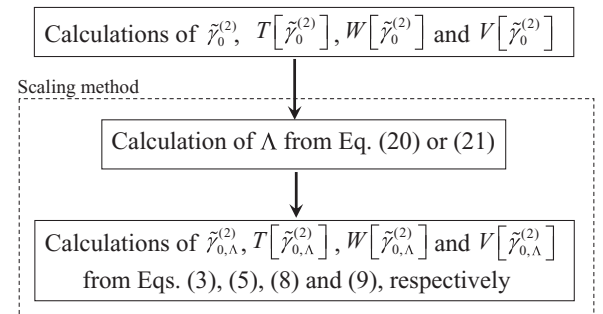 Calculations of γ̃₀⁽²⁾, T[γ̃₀⁽²⁾], W[γ̃₀⁽²⁾] and V[γ̃₀⁽²⁾]
Scaling method
Calculation of Λ from Eq. (20) or (21)
Calculations of γ̃₀,Λ⁽²⁾, T[γ̃₀,Λ⁽²⁾], W[γ̃₀,Λ⁽²⁾] and V[γ̃₀,Λ⁽²⁾]
from Eqs. (3), (5), (8) and (9), respectively